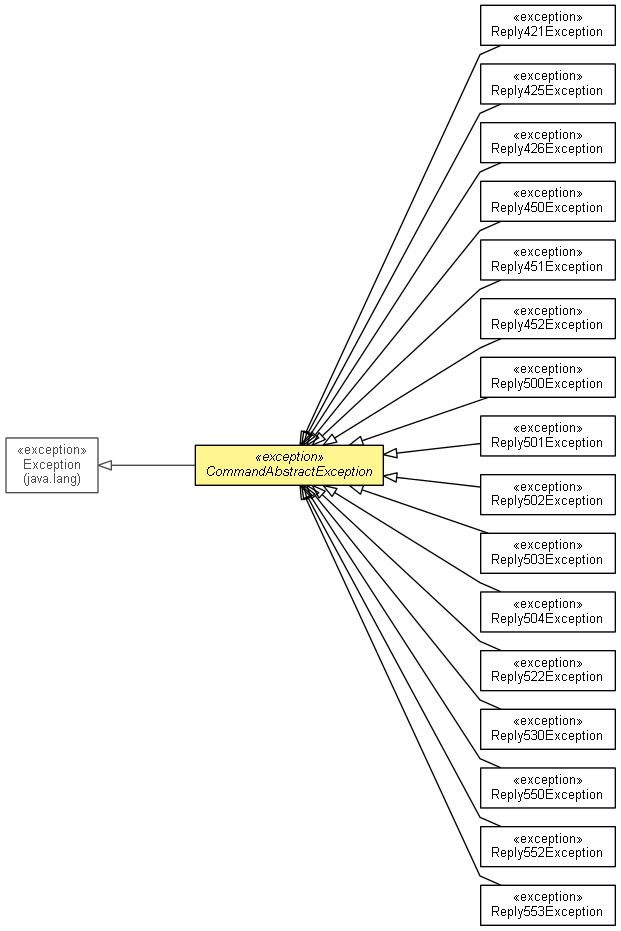 «exception»
Reply421Exception
«exception»
Reply425Exception
«exception»
Reply426Exception
«exception»
Reply450Exception
«exception»
Reply451Exception
«exception»
Reply452Exception
«exception»
Reply500Exception
«exception»
Reply501Exception
«exception»
Exception
(java.lang)
«exception»
CommandAbstractException
«exception»
Reply502Exception
«exception»
Reply503Exception
«exception»
Reply504Exception
«exception»
Reply522Exception
«exception»
Reply530Exception
«exception»
Reply550Exception
«exception»
Reply552Exception
«exception»
Reply553Exception